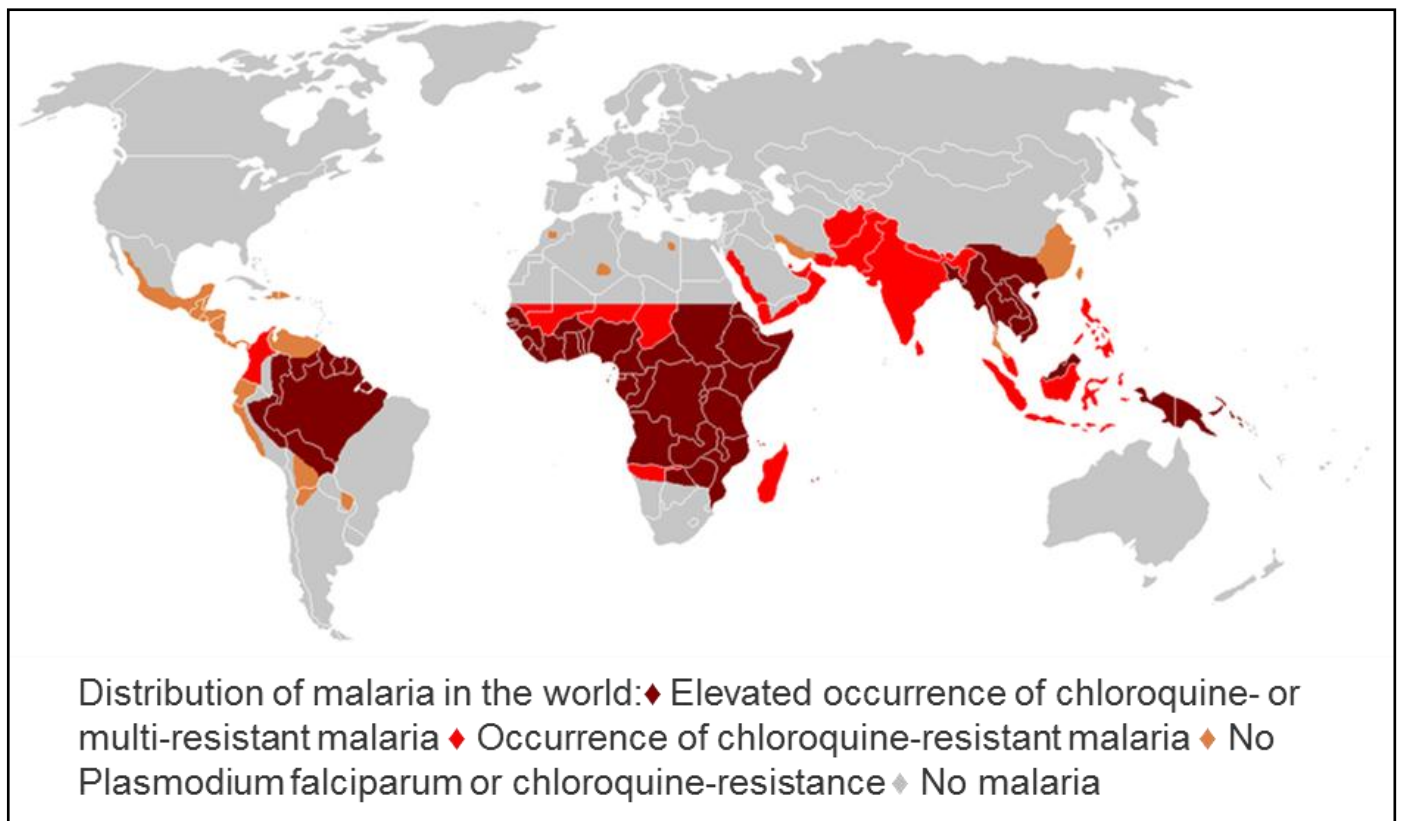 Distribution of malaria in the world:♦ Elevated occurrence of chloroquine- or
multi-resistant malaria ♦ Occurrence of chloroquine-resistant malaria ♦ No
Plasmodium falciparum or chloroquine-resistance ♦ No malaria